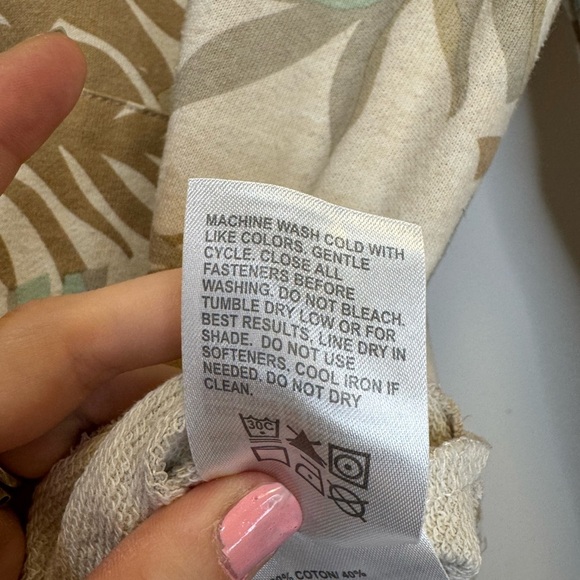 MACHINE WASH COLD WITH
LIKE COLORS. GENTLE
CYCLE. CLOSE ALL
FASTENERS BEFORE
WASHING. DO NOT BLEACH.
TUMBLE DRY LOW OR FOR
BEST RESULTS, LINE DRY IN
SHADE. DO NOT USE
SOFTENERS. COOL IRON IF
NEEDED. DO NOT DRY
CLEAN.
30C
COTON/ 40%